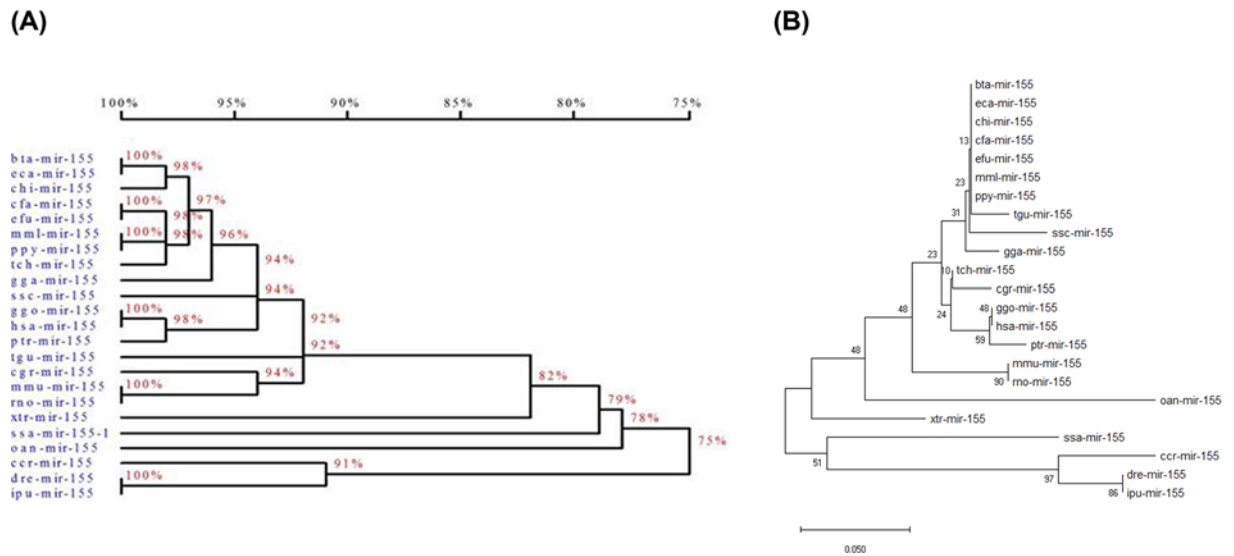 (A)
(B)
100% 95% 90% 85% 80% 75%
bta-mir-155
eca-mir-155
chi-mir-155
cfa-mir-155
efu-mir-155
mml-mir-155
ppy-mir-155
tch-mir-155
gga-mir-155
ssc-mir-155
ggo-mir-155
hsa-mir-155
ptr-mir-155
tgu-mir-155
cgr-mir-155
mmu-mir-155
rno-mir-155
xtr-mir-155
ssa-mir-155-1
oan-mir-155
ccr-mir-155
dre-mir-155
ipu-mir-155
100%
98%
97%
100%
98%
100%
98%
96%
94%
94%
100%
98%
92%
92%
94%
100%
82%
79%
78%
75%
91%
100%
bta-mir-155
eca-mir-155
chi-mir-155
13 cfa-mir-155
efu-mir-155
23 mml-mir-155
ppy-mir-155
31 tgu-mir-155
ssc-mir-155
23 gga-mir-155
10 tch-mir-155
cgr-mir-155
48 24 48 ggo-mir-155
hsa-mir-155
59 ptr-mir-155
48 mmu-mir-155
90 rno-mir-155
oan-mir-155
xtr-mir-155
ssa-mir-155
51 ccr-mir-155
97 dre-mir-155
86 ipu-mir-155
0.050